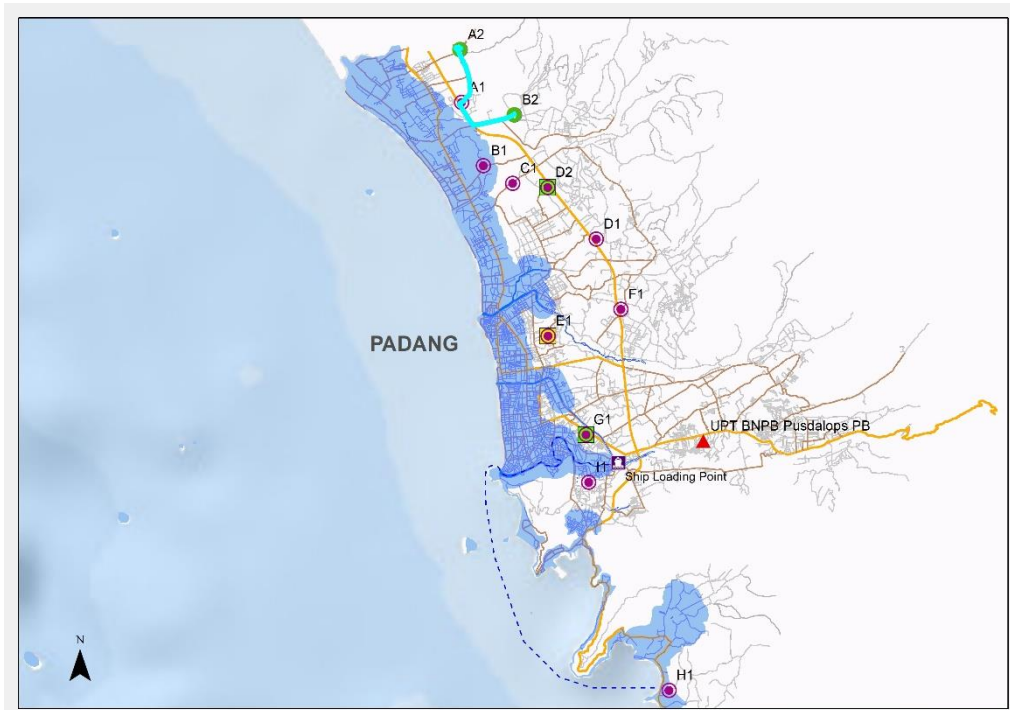 A2
A1
B2
B1
C1
D2
D1
F1
E1
PADANG
G1
UPT BNPB Pusdalops PB
I1
Ship Loading Point
N
H1